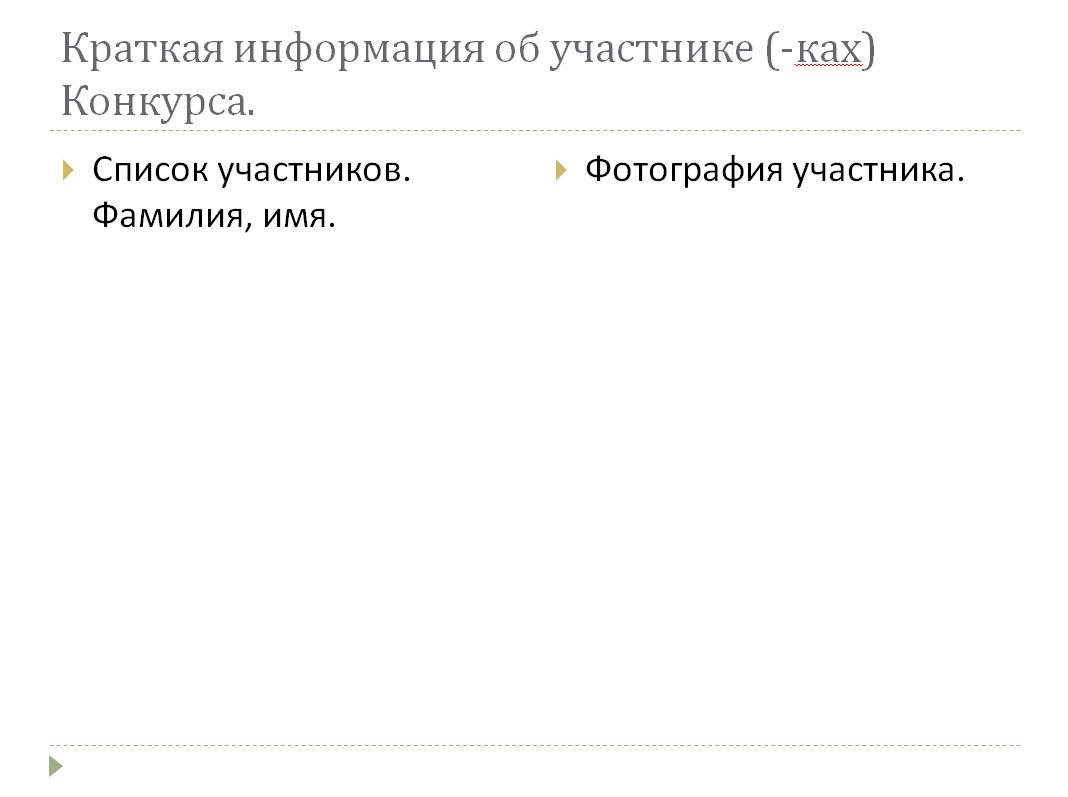 Краткая информация об участнике (-ках)
Конкурса.
Список участников.
Фамилия, имя.
Фотография участника.